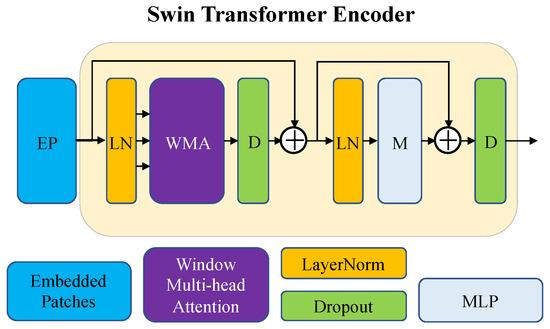 Swin Transformer Encoder
EP
LN
WMA
D
LN
M
D
Embedded
Patches
Window
Multi-head
Attention
LayerNorm
Dropout
MLP